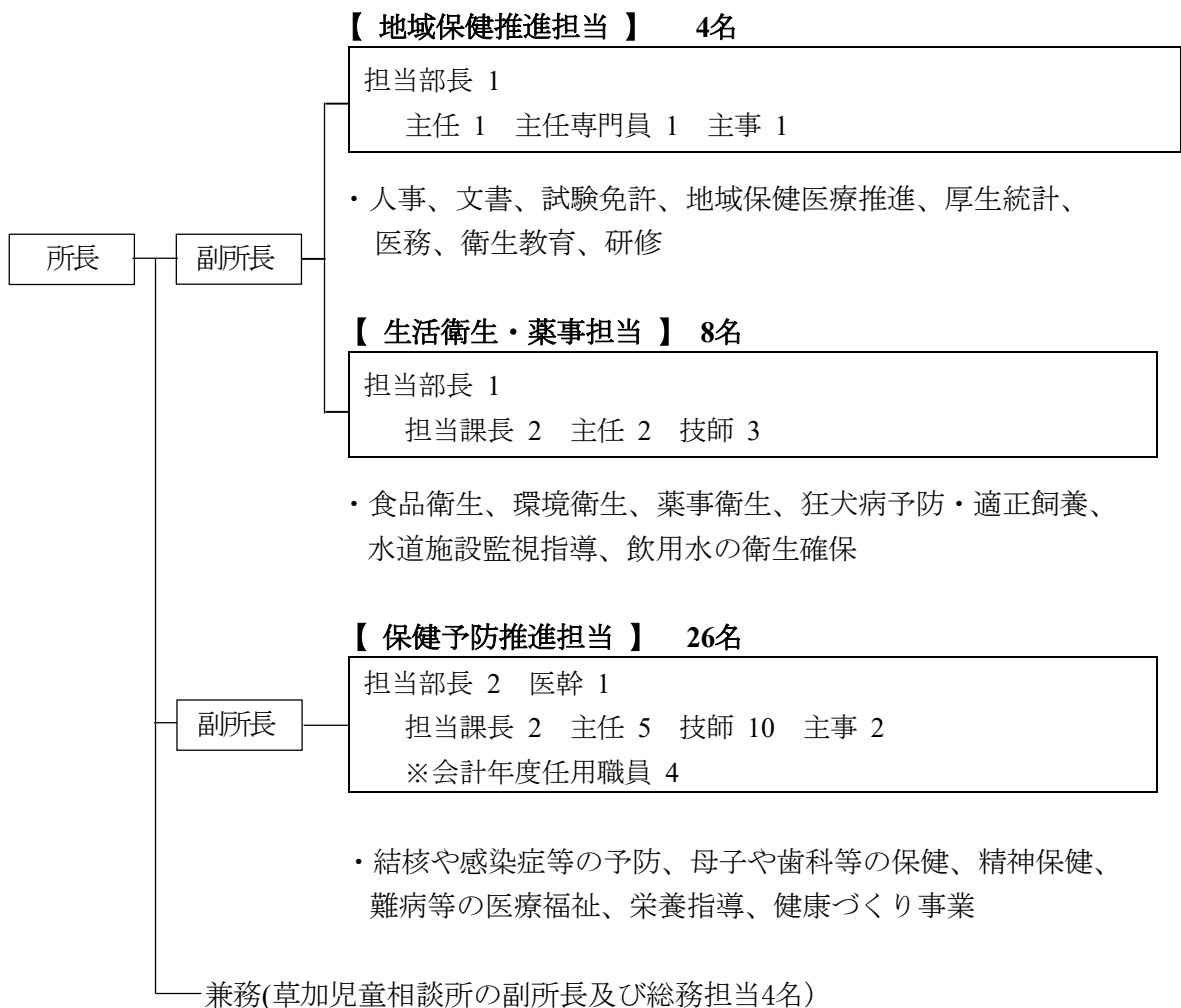 【 地域保健推進担当 】 4名
担当部長 1
主任 1 主任専門員 1 主事 1
・人事、文書、試験免許、地域保健医療推進、厚生統計、
医務、衛生教育、研修
所長
副所長
【 生活衛生・薬事担当 】 8名
担当部長 1
担当課長 2 主任 2 技師 3
・食品衛生、環境衛生、薬事衛生、狂犬病予防・適正飼養、
水道施設監視指導、飲用水の衛生確保
【 保健予防推進担当 】 26名
担当部長 2 医幹 1
副所長
担当課長 2 主任 5 技師 10 主事 2
※会計年度任用職員 4
・結核や感染症等の予防、母子や歯科等の保健、精神保健、
難病等の医療福祉、栄養指導、健康づくり事業
兼務(草加児童相談所の副所長及び総務担当4名）